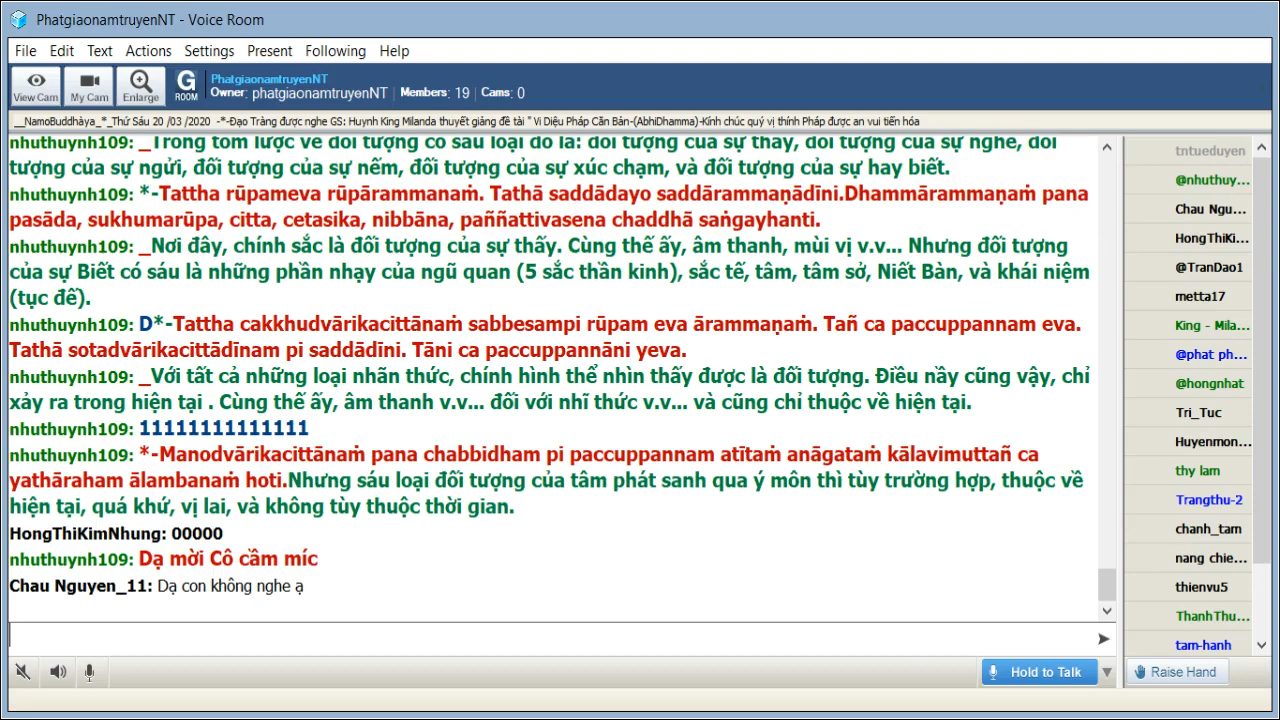 PhatgiaonamtruyenNT - Voice Room
File Edit Text Actions Settings Present Following Help
View Cam My Cam Enlarge G ROOM
PhatgiaonamtruyenNT
Owner: phatgiaonamtruyenNT Members: 19 Cams: 0
__NamoBuddhàya_*_Thứ Sáu 20 /03 /2020 -*-Đạo Tràng được nghe GS: Huynh King Milanda thuyết giảng đề tài " Vi Diệu Pháp Căn Bản-(AbhiDhamma)-Kính chúc quý vị thính Pháp được an vui tiến hóa
nhuthuynh109: _Trong tóm lược về đối tượng có sáu loại đó là: đối tượng của sự thấy, đối tượng của sự nghe, đối
tượng của sự ngửi, đối tượng của sự nếm, đối tượng của sự xúc chạm, và đối tượng của sự hay biết.
nhuthuynh109: *-Tattha rūpameva rūpārammanaṁ. Tathā saddādayo saddārammaṇādīni.Dhammārammaṇaṁ pana
pasāda, sukhumarūpa, citta, cetasika, nibbāna, paññattivasena chaddhā saṅgayhanti.
nhuthuynh109: _Nơi đây, chính sắc là đối tượng của sự thấy. Cùng thế ấy, âm thanh, mùi vị v.v... Nhưng đối tượng
của sự Biết có sáu là những phần nhạy của ngũ quan (5 sắc thần kinh), sắc tế, tâm, tâm sở, Niết Bàn, và khái niệm
(tục đế).
nhuthuynh109: D*-Tattha cakkhudvārikacittānaṁ sabbesampi rūpam eva ārammaṇaṁ. Tañ ca paccuppannam eva.
Tathā sotadvārikacittādīnam pi saddādīni. Tāni ca paccuppannāni yeva.
nhuthuynh109: _Với tất cả những loại nhãn thức, chính hình thể nhìn thấy được là đối tượng. Điều nầy cũng vậy, chỉ
xảy ra trong hiện tại . Cùng thế ấy, âm thanh v.v... đối với nhĩ thức v.v... và cũng chỉ thuộc về hiện tại.
nhuthuynh109: 11111111111111
nhuthuynh109: *-Manodvārikacittānaṁ pana chabbidham pi paccuppannam atītaṁ anāgataṁ kālavimuttañ ca
yathāraham ālambanaṁ hoti.Nhưng sáu loại đối tượng của tâm phát sanh qua ý môn thì tùy trường hợp, thuộc về
hiện tại, quá khứ, vị lai, và không tùy thuộc thời gian.
HongThiKimNhung: 00000
nhuthuynh109: Dạ mời Cô cầm míc
Chau Nguyen_11: Dạ con không nghe ạ
tntueduyen
@nhuthuy...
Chau Ngu...
HongThiKi...
@TranDao1
metta17
King - Mila...
@phat ph...
@hongnhat
Tri_Tuc
Huyenmon...
thy lam
Trangthu-2
chanh_tam
nang chie...
thienvu5
ThanhThu...
tam-hanh
Hold to Talk
Raise Hand